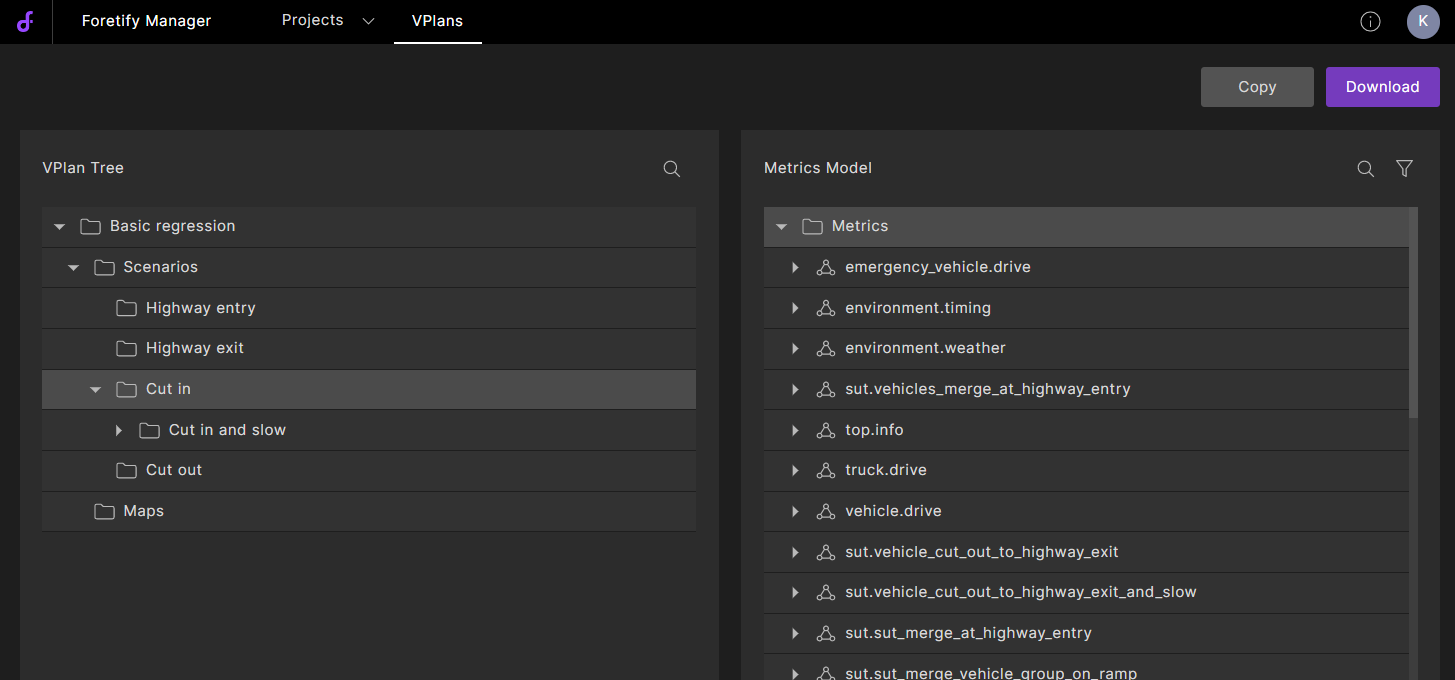 Foretify Manager
Projects
VPlans
K
Copy
Download
VPlan Tree
Basic regression
Scenarios
Highway entry
Highway exit
Cut in
Cut in and slow
Cut out
Maps
Metrics Model
Metrics
emergency_vehicle.drive
environment.timing
environment.weather
sut.vehicles_merge_at_highway_entry
top.info
truck.drive
vehicle.drive
sut.vehicle_cut_out_to_highway_exit
sut.vehicle_cut_out_to_highway_exit_and_slow
sut.sut_merge_at_highway_entry
sut.sut_merge_vehicle_group_on_ramp